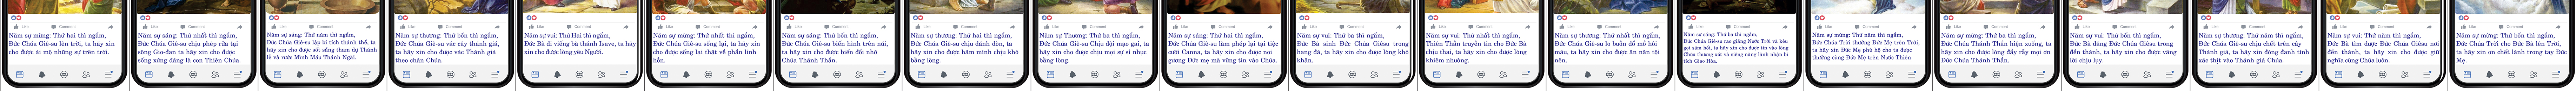 Like Comment
Năm sự mừng: Thứ hai thì ngắm,
Đức Chúa Giê-su lên trời, ta hãy xin
cho được ái mộ những sự trên trời.
Like Comment
Năm sự sáng: Thứ nhất thì ngắm,
Đức Chúa Giê-su chịu phép rửa tại
sông Gio-đan ta hãy xin cho được
sống xứng đáng là con Thiên Chúa.
Like Comment
Năm sự sáng: Thứ năm thì ngắm,
Đức Chúa Giê-su lập bí tích thánh thể, ta
hãy xin cho được sốt sắng tham dự Thánh
lễ và rước Mình Máu Thánh Ngài.
Like Comment
Năm sự thương: Thứ bốn thì ngắm,
Đức Chúa Giê-su vác cây thánh giá,
ta hãy xin cho được vác Thánh Giá
theo chân Chúa.
Like Comment
Năm sự vui: Thứ Hai thì ngắm,
Đức Bà đi viếng bà thánh Isave, ta hãy
xin cho được lòng yêu Người.
Like Comment
Năm sự mừng: Thứ nhất thì ngắm,
Đức Chúa Giê-su sống lại, ta hãy xin
cho được sống lại thật về phần linh
hồn.
Like Comment
Năm sự sáng: Thứ bốn thì ngắm,
Đức Chúa Giê-su biến hình trên núi,
ta hãy xin cho được biến đổi nhờ
Chúa Thánh Thần.
Like Comment
Năm sự thương: Thứ hai thì ngắm,
Đức Chúa Giê-su chịu đánh đòn, ta
hãy xin cho được hãm mình chịu khó
bằng lòng.
Like Comment
Năm sự Thương: Thứ ba thì ngắm,
Đức Chúa Giê-su Chịu đội mạo gai, ta
hãy xin cho được chịu mọi sự sỉ nhục
bằng lòng.
Like Comment
Năm sự sáng: Thứ hai thì ngắm,
Đức Chúa Giê-su làm phép lạ tại tiệc
cưới Canna, ta hãy xin cho được noi
gương Đức mẹ mà vững tin vào Chúa.
Like Comment
Năm sự vui: Thứ ba thì ngắm,
Đức Bà sinh Đức Chúa Giêsu trong
hang đá, ta hãy xin cho được lòng khó
khăn.
Like Comment
Năm sự vui: Thứ nhất thì ngắm,
Thiên Thần truyền tin cho Đức Bà
chịu thai, ta hãy xin cho được lòng
khiêm nhường.
Like Comment
Năm sự thương: Thứ nhất thì ngắm,
Đức Chúa Giê-su lo buồn đổ mồ hôi
máu, ta hãy xin cho được ăn năn tội
nên.
Like Comment
Năm sự sáng: Thứ ba thì ngắm,
Đức Chúa Giê-su rao giảng Nước Trời và kêu
gọi sám hối, ta hãy xin cho được tin vào lòng
Chúa thương xót và siêng năng lãnh nhận bí
tích Giao Hòa.
Like Comment
Năm sự mừng: Thứ năm thì ngắm,
Đức Chúa Trời thưởng Đức Mẹ trên Trời,
ta hãy xin Đức Mẹ phù hộ cho ta được
thưởng cùng Đức Mẹ trên Nước Thiên
Like Comment
Năm sự mừng: Thứ ba thì ngắm,
Đức Chúa Thánh Thần hiện xuống, ta
hãy xin cho được lòng đầy rẫy mọi ơn
Đức Chúa Thánh Thần.
Like Comment
Năm sự vui: Thứ bốn thì ngắm,
Đức Bà dâng Đức Chúa Giêsu trong
đền thánh, ta hãy xin cho được vâng
lời chịu lụy.
Like Comment
Năm sự thương: Thứ năm thì ngắm,
Đức Chúa Giê-su chịu chết trên cây
Thánh giá, ta hãy xin đóng đanh tính
xác thịt vào Thánh giá Chúa.
Like Comment
Năm sự vui: Thứ năm thì ngắm,
Đức Bà tìm được Đức Chúa Giêsu nơi
đền thánh, ta hãy xin cho được giữ
nghĩa cùng Chúa luôn.
Like Comment
Năm sự mừng: Thứ bốn thì ngắm,
Đức Chúa Trời cho Đức Bà lên Trời,
ta hãy xin ơn chết lành trong tay Đức
Mẹ.